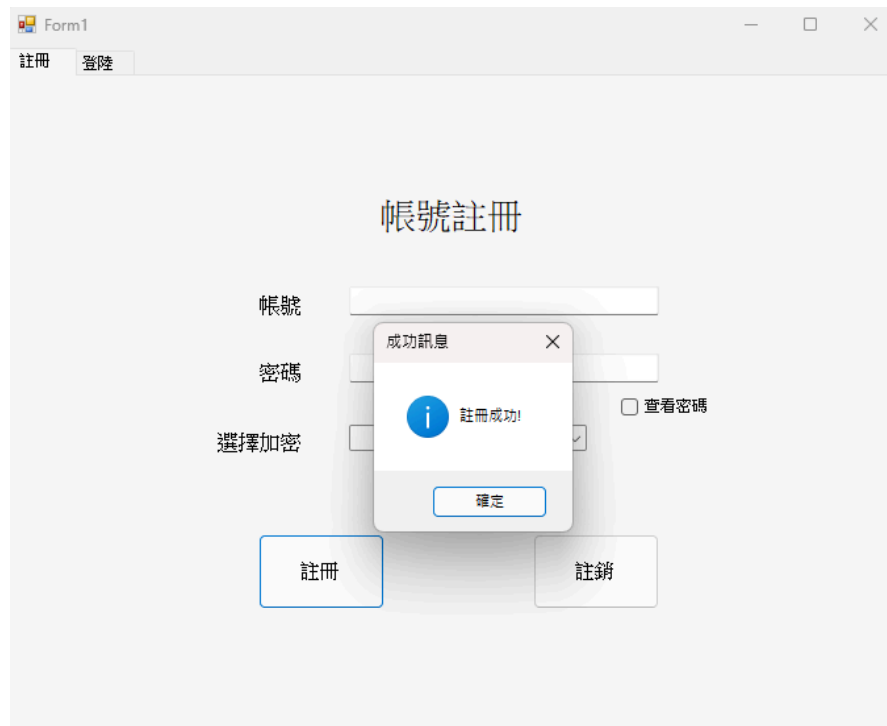 Form1
註冊 登陸
帳號註冊
帳號
成功訊息
密碼
註冊成功!
查看密碼
選擇加密
確定
註冊 註銷